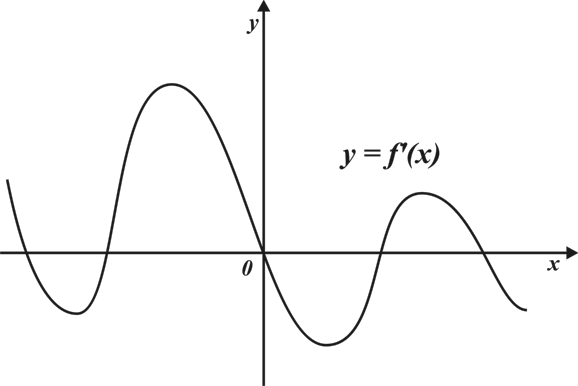 y
y = f'(x)
0
x